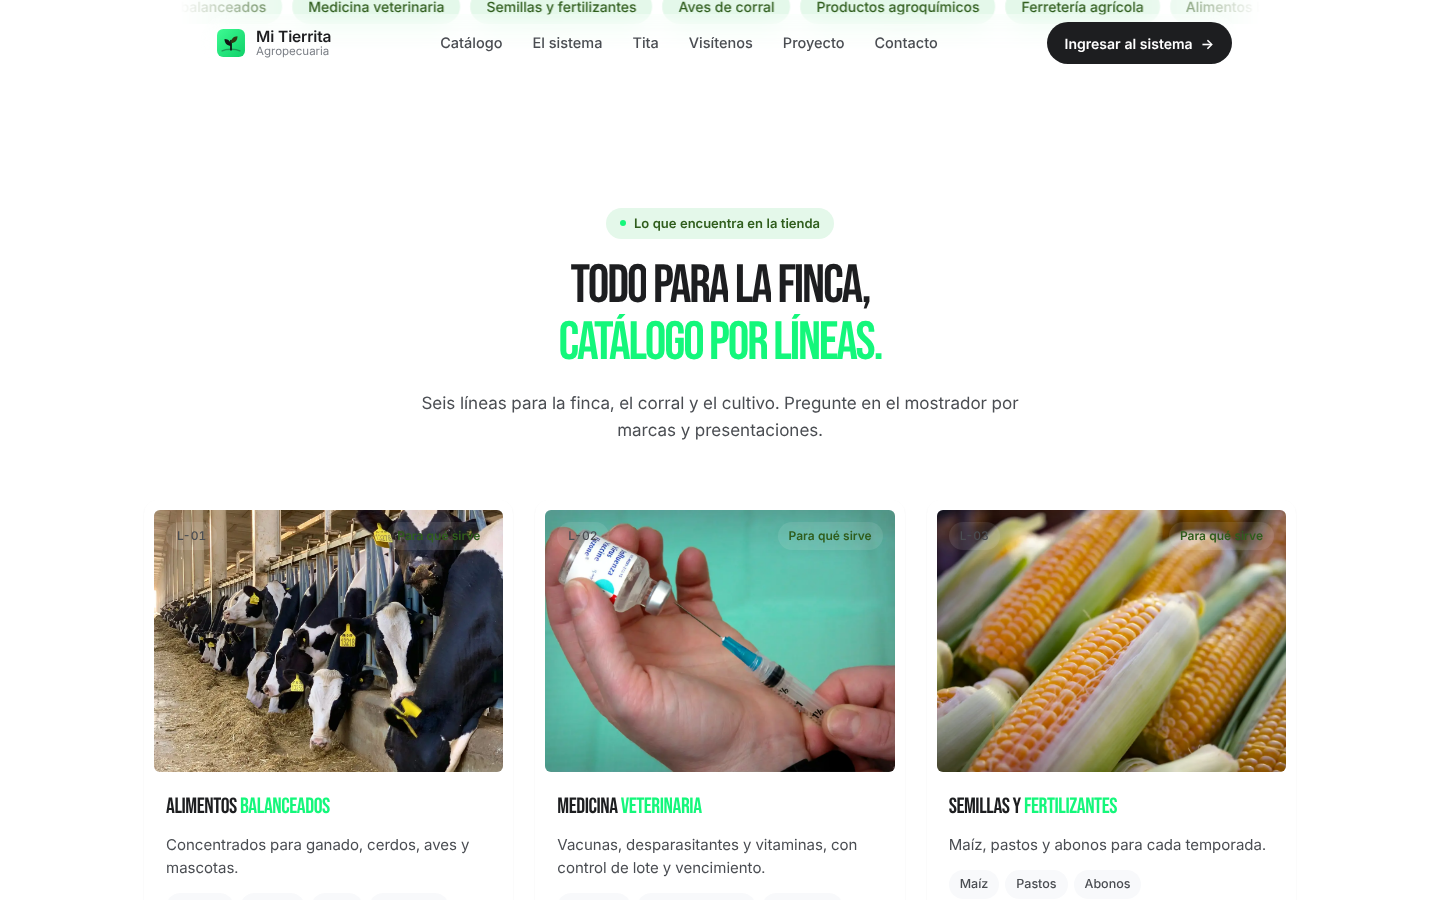 balanceados Medicina veterinaria Semillas y fertilizantes Aves de corral Productos agroquímicos Ferretería agrícola Alimentos
Mi Tierrita
Agropecuaria
Catálogo El sistema Tita Visítenos Proyecto Contacto
Ingresar al sistema →
Lo que encuentra en la tienda
TODO PARA LA FINCA,
CATÁLOGO POR LÍNEAS.
Seis líneas para la finca, el corral y el cultivo. Pregunte en el mostrador por
marcas y presentaciones.
L-01 Para qué sirve
L-02 Para qué sirve
L-03 Para qué sirve
ALIMENTOS BALANCEADOS
Concentrados para ganado, cerdos, aves y
mascotas.
MEDICINA VETERINARIA
Vacunas, desparasitantes y vitaminas, con
control de lote y vencimiento.
SEMILLAS Y FERTILIZANTES
Maíz, pastos y abonos para cada temporada.
Maíz Pastos Abonos